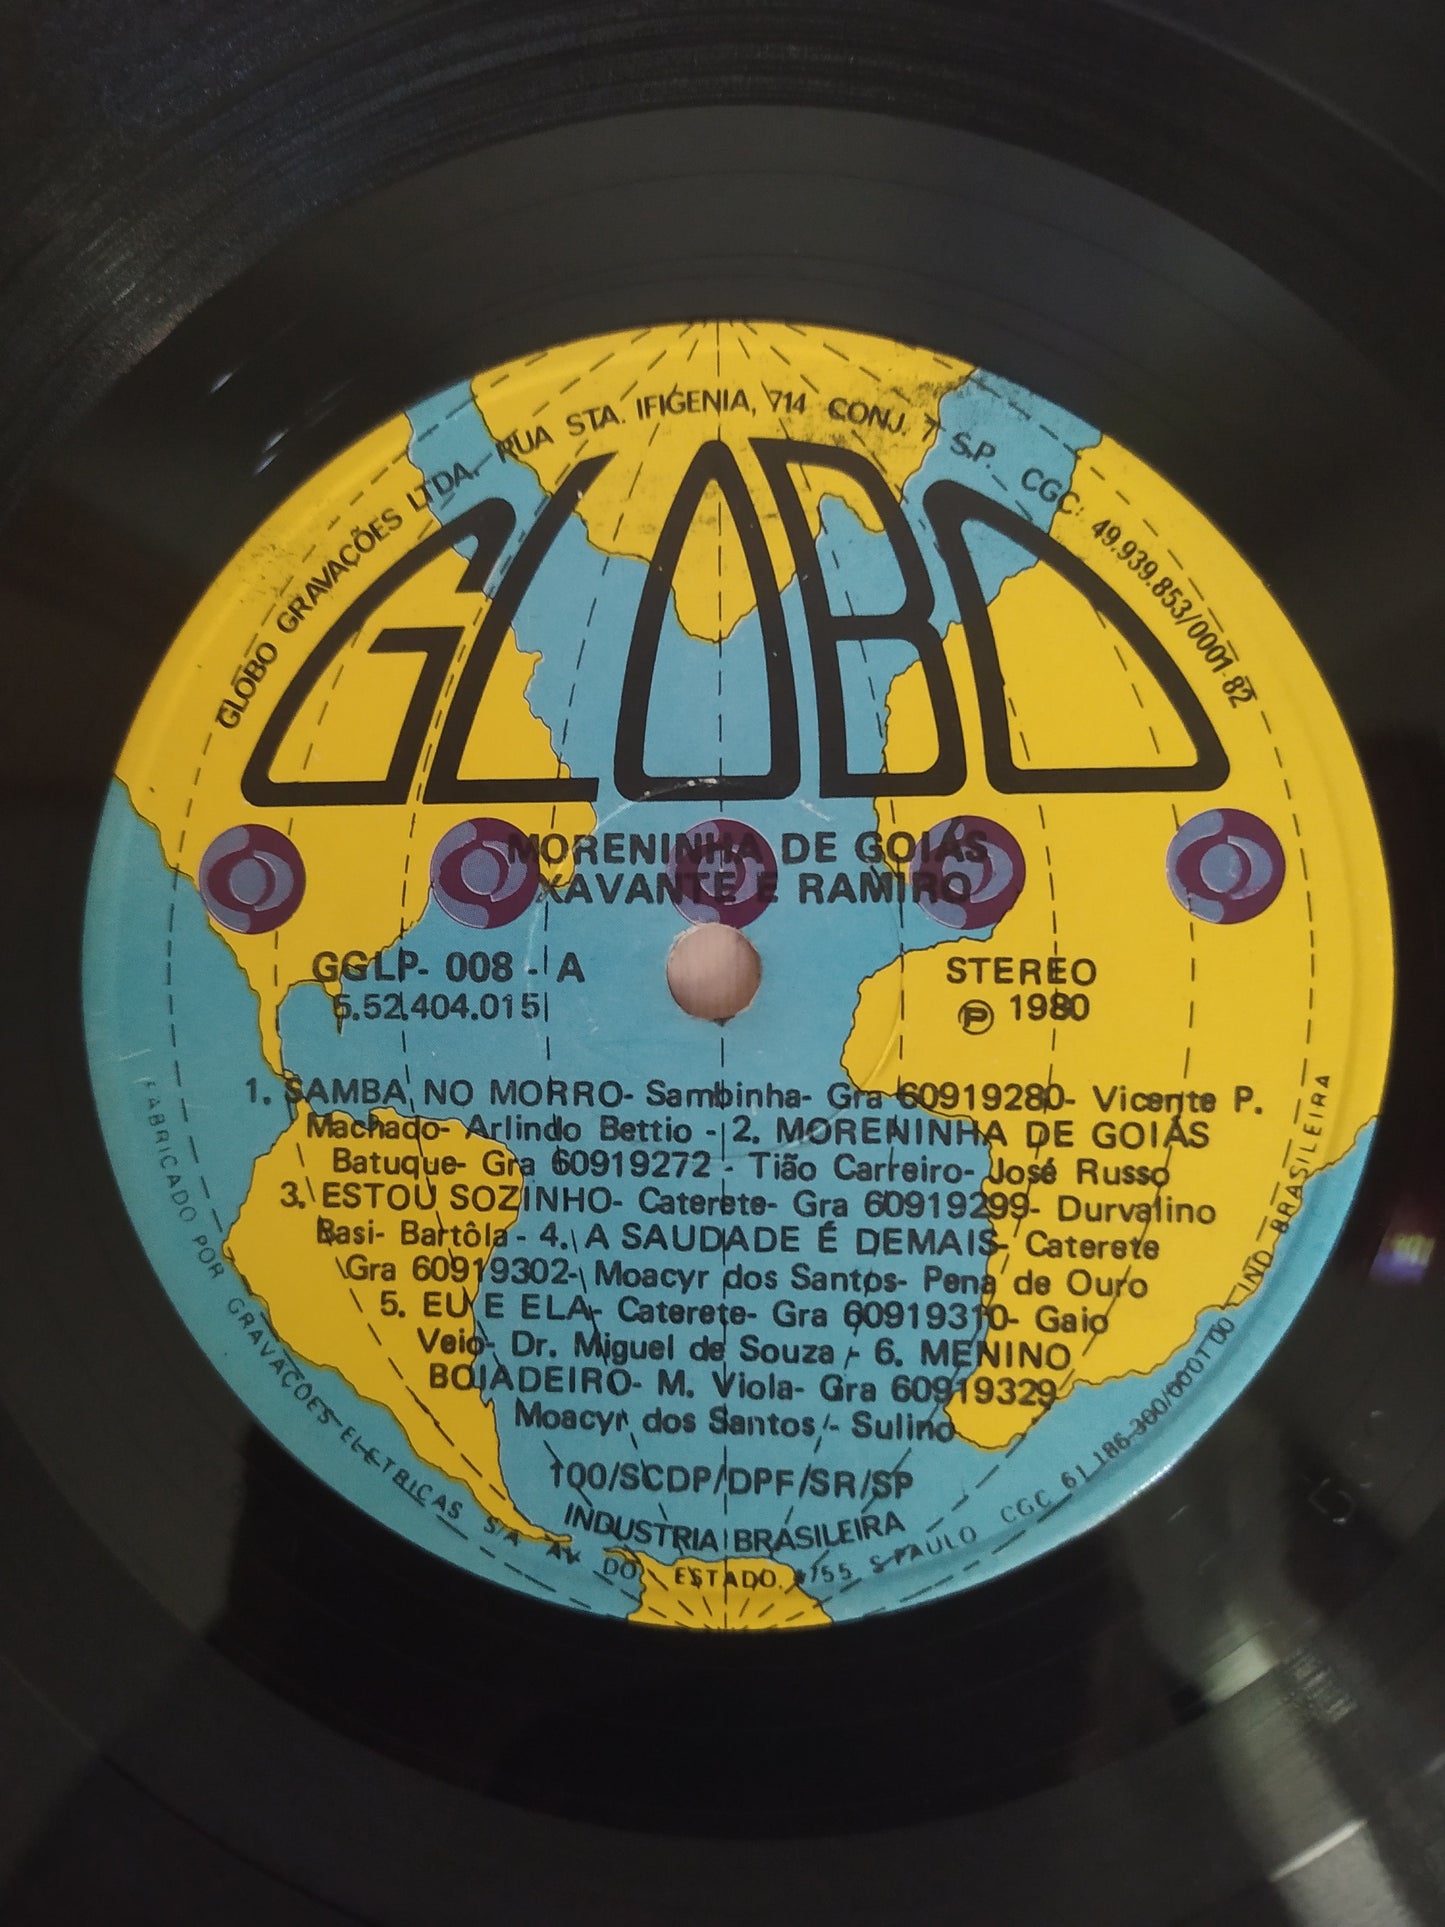 GLOBO GRAVAÇÕES LTDA, RUA STA. IFIGENIA, 714 CONJ. 7 S.P. CGC: 49.939.853/0001-82
GLOBO
MORENINHA DE GOIÁS
XAVANTE E RAMIRO
GGLP- 008 - A
5.52.404.015
STEREO
Ⓟ 1980
1. SAMBA NO MORRO- Sambinha- Gra 60919280- Vicente P.
Machado- Arlindo Bettio - 2. MORENINHA DE GOIÁS
Batuque- Gra 60919272 - Tião Carreiro- José Russo
3. ESTOU SOZINHO- Caterete- Gra 60919299- Durvalino
Basi- Bartôla - 4. A SAUDADE É DEMAIS- Caterete
Gra 60919302- Moacyr dos Santos- Pena de Ouro
5. EU E ELA- Caterete- Gra 60919310- Gaio
Veio- Dr. Miguel de Souza - 6. MENINO
BOIADEIRO- M. Viola- Gra 60919329
Moacyr dos Santos - Sulino
100/SCDP/DPF/SR/SP
INDUSTRIA BRASILEIRA
FABRICADO POR GRAVAÇÕES ELETRICAS S/A AV. DO ESTADO, S. PAULO CGC 61 186 300/0001 00 IND BRASILEIRA